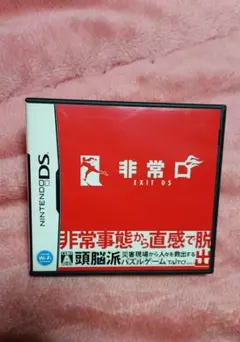 NINTENDO DS
非常口
EXIT DS
非常事態から直感で脱出
頭脳派
災害現場から人々を救出する
パズルゲーム
TAITO
Wi-Fi
A